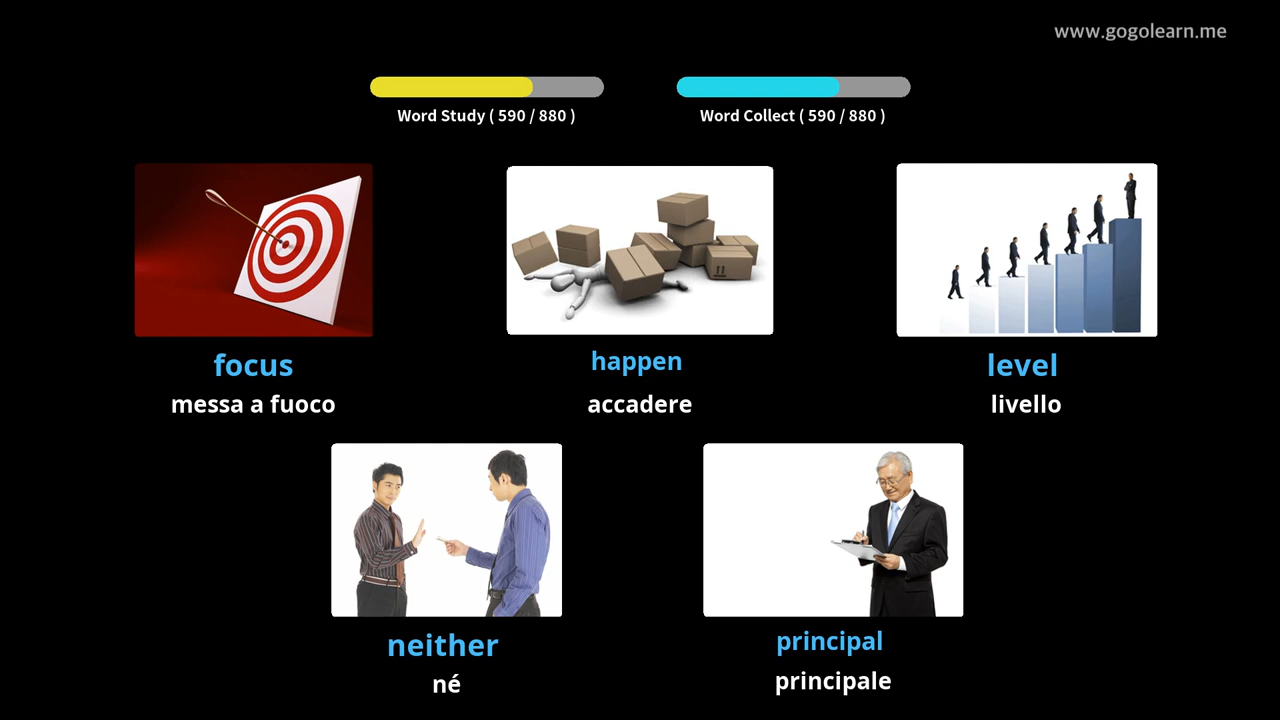 www.gogolearn.me
Word Study ( 590 / 880 )
Word Collect ( 590 / 880 )
focus
messa a fuoco
happen
accadere
level
livello
neither
né
principal
principale